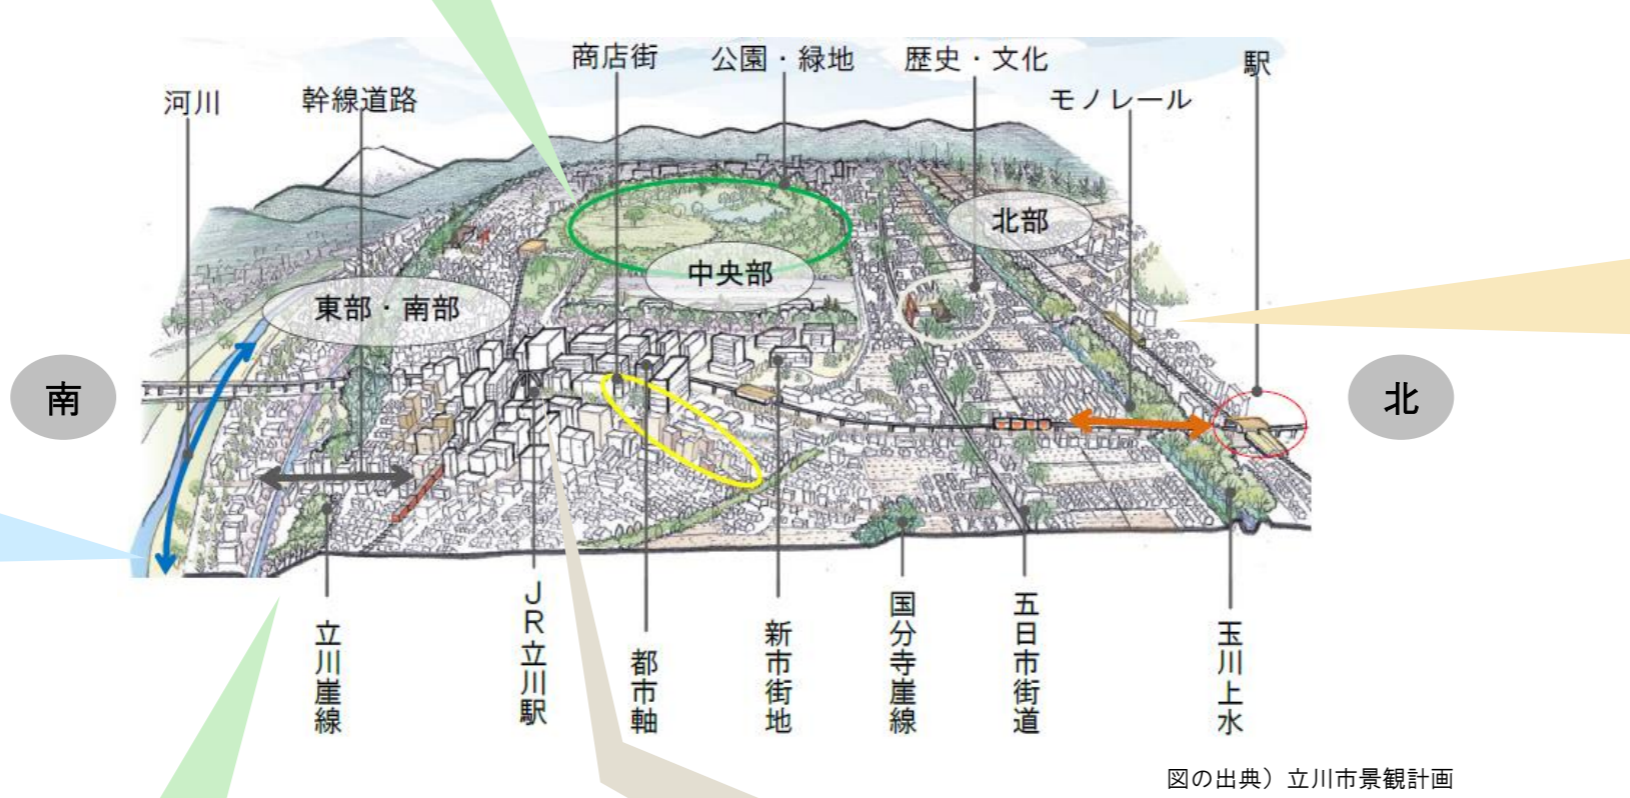 商店街
公園・緑地
歴史・文化
駅
河川
幹線道路
モノレール
北部
中央部
東部・南部
南
北
立川崖線
JR立川駅
都市軸
新市街地
国分寺崖線
五日市街道
玉川上水
図の出典）立川市景観計画